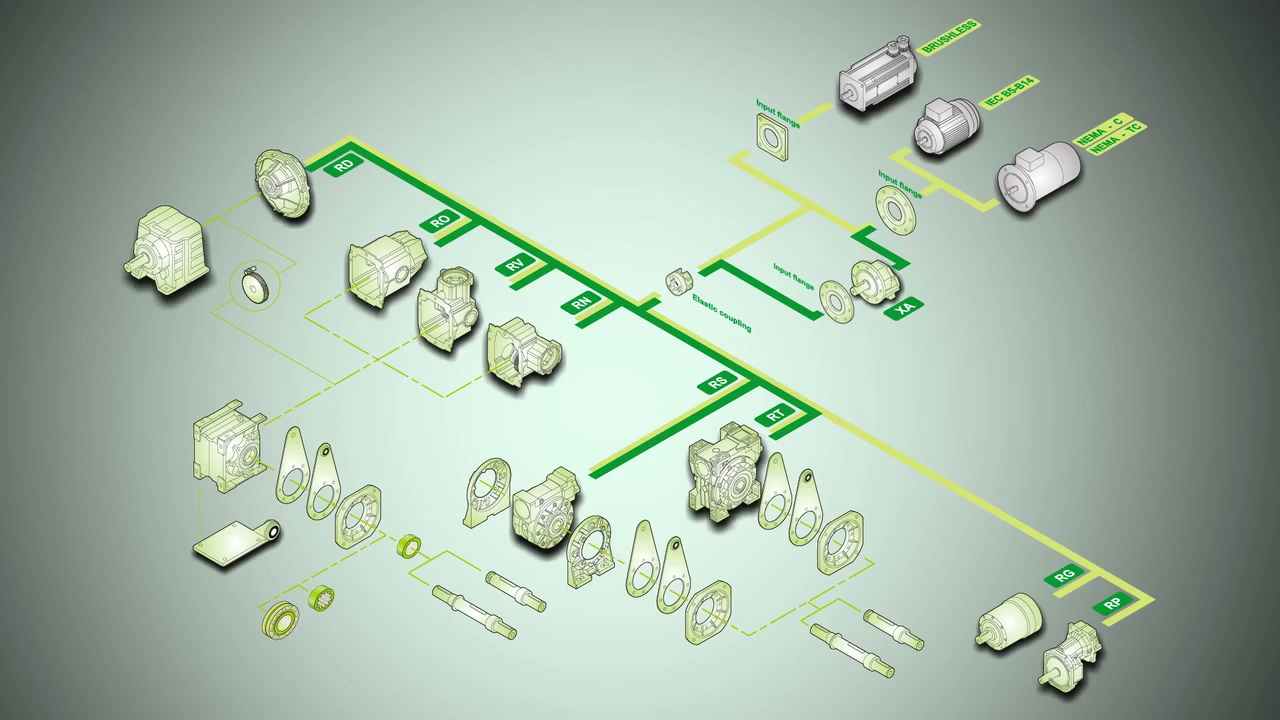 BRUSHLESS
IEC B5-B14
NEMA - C
NEMA - TC
Input flange
Input flange
Input flange
Elastic coupling
XA
RD
RO
RV
RN
RS
RT
RG
RP